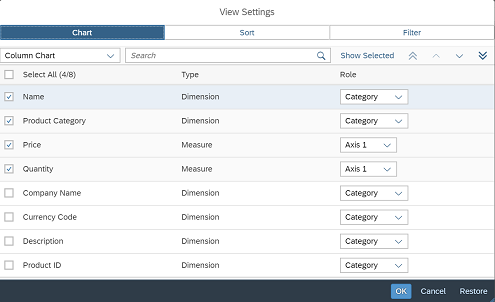 View Settings
Chart Sort Filter
Column Chart Search Show Selected
Select All (4/8) Type Role
Name Dimension Category
Product Category Dimension Category
Price Measure Axis 1
Quantity Measure Axis 1
Company Name Dimension Category
Currency Code Dimension Category
Description Dimension Category
Product ID Dimension Category
OK Cancel Restore